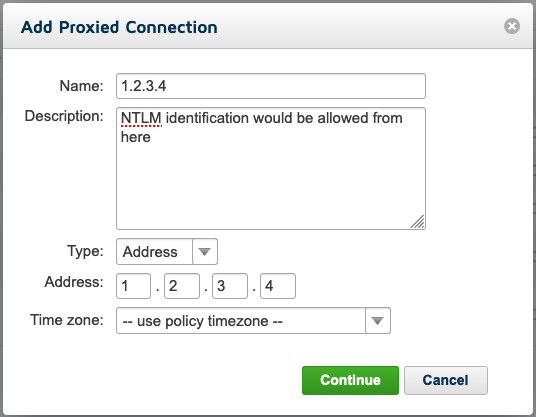 Add Proxied Connection
Name: 1.2.3.4
Description: NTLM identification would be allowed from
here
Type: Address
Address: 1 . 2 . 3 . 4
Time zone: -- use policy timezone --
Continue Cancel